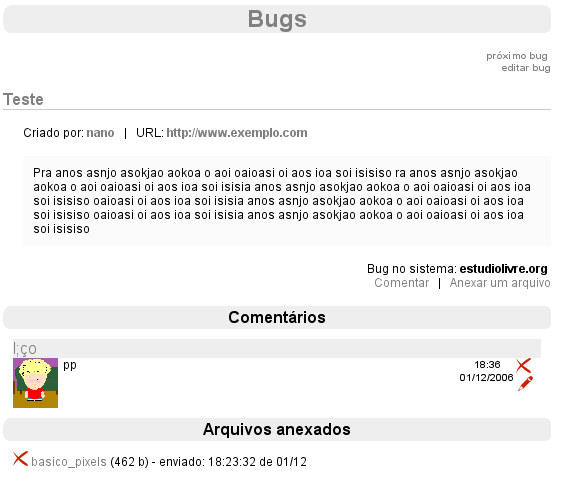 Bugs
próximo bug
editar bug
Teste
Criado por: nano | URL: http://www.exemplo.com
Pra anos asnjo asokjao aokoa o aoi oaioasi oi aos ioa soi isisiso ra anos asnjo asokjao
aokoa o aoi oaioasi oi aos ioa soi isisia anos asnjo asokjao aokoa o aoi oaioasi oi aos ioa
soi isisiso oaioasi oi aos ioa soi isisia anos asnjo asokjao aokoa o aoi oaioasi oi aos ioa
soi isisiso oaioasi oi aos ioa soi isisia anos asnjo asokjao aokoa o aoi oaioasi oi aos ioa
soi isisiso
Bug no sistema: estudiolivre.org
Comentar | Anexar um arquivo
Comentários
l;ço
pp 18:36
01/12/2006
Arquivos anexados
basico_pixels (462 b) - enviado: 18:23:32 de 01/12